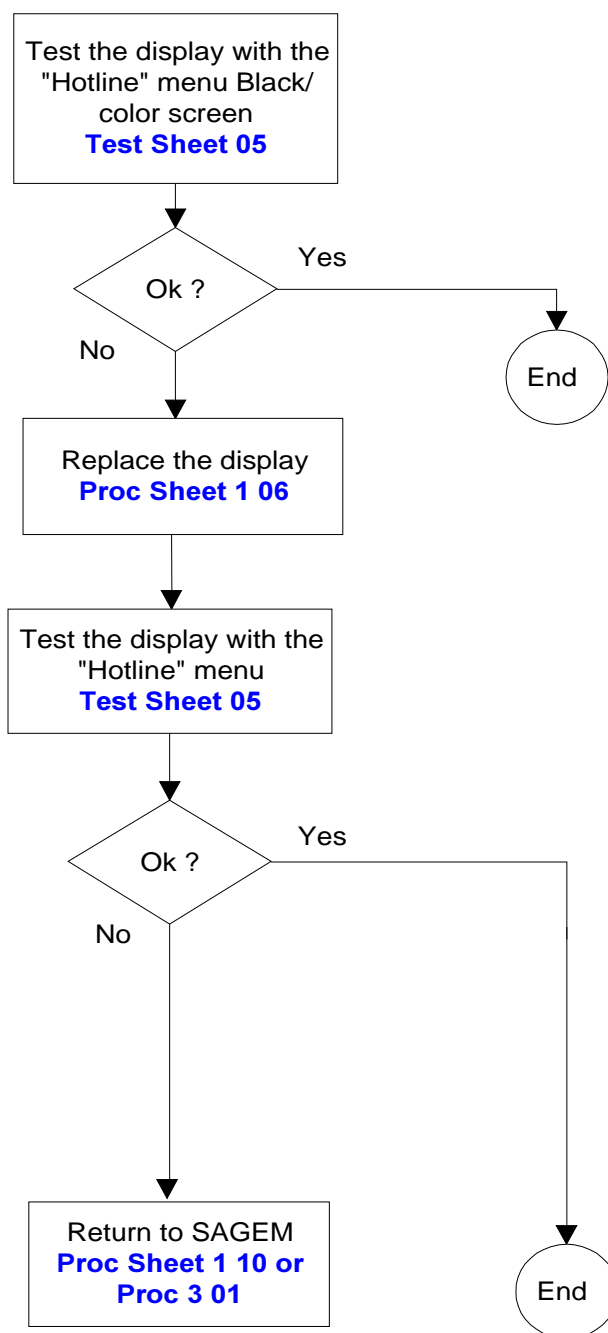 Test the display with the
"Hotline" menu Black/
color screen
Test Sheet 05
Yes
Ok ?
No
End
Replace the display
Proc Sheet 1 06
Test the display with the
"Hotline" menu
Test Sheet 05
Yes
Ok ?
No
Return to SAGEM
Proc Sheet 1 10 or
Proc 3 01
End